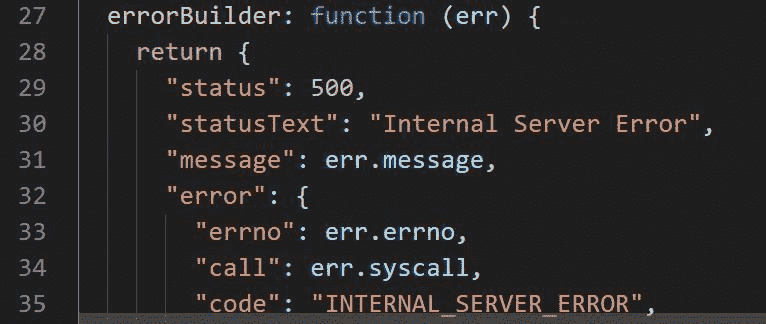 27 errorBuilder: function (err) {
28 return {
29 "status": 500,
30 "statusText": "Internal Server Error",
31 "message": err.message,
32 "error": {
33 "errno": err.errno,
34 "call": err.syscall,
35 "code": "INTERNAL_SERVER_ERROR",